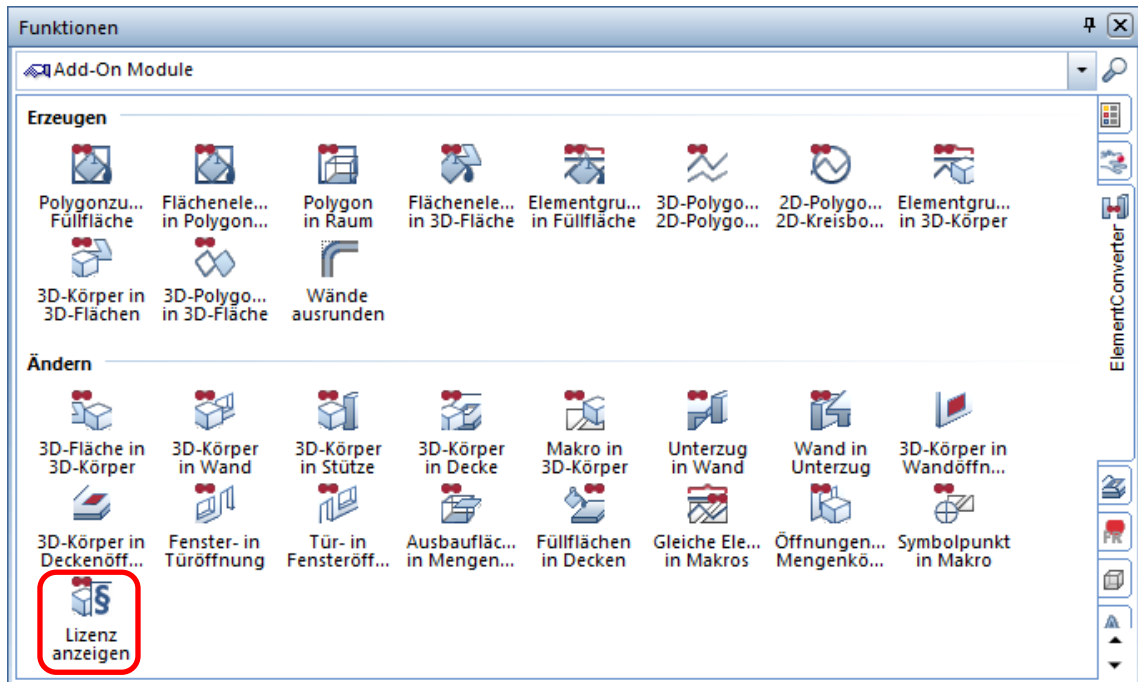 Funktionen
Add-On Module
Erzeugen
Polygonzu... Flächenele... Polygon Flächenele... Elementgru... 3D-Polygo... 2D-Polygo... Elementgru...
Füllfläche in Polygon... in Raum in 3D-Fläche in Füllfläche 2D-Polygo... 2D-Kreisbo... in 3D-Körper
3D-Körper in 3D-Polygo... Wände
3D-Flächen in 3D-Fläche ausrunden
Ändern
3D-Fläche in 3D-Körper 3D-Körper 3D-Körper Makro in Unterzug Wand in 3D-Körper in
3D-Körper in Wand in Stütze in Decke 3D-Körper in Wand Unterzug Wandöffn...
3D-Körper in Fenster- in Tür- in Ausbaufläc... Füllflächen Gleiche Ele... Öffnungen... Symbolpunkt
Deckenöff... Türöffnung Fensteröff... in Mengen... in Decken in Makros Mengenkö... in Makro
§
Lizenz
anzeigen
ElementConverter
FR